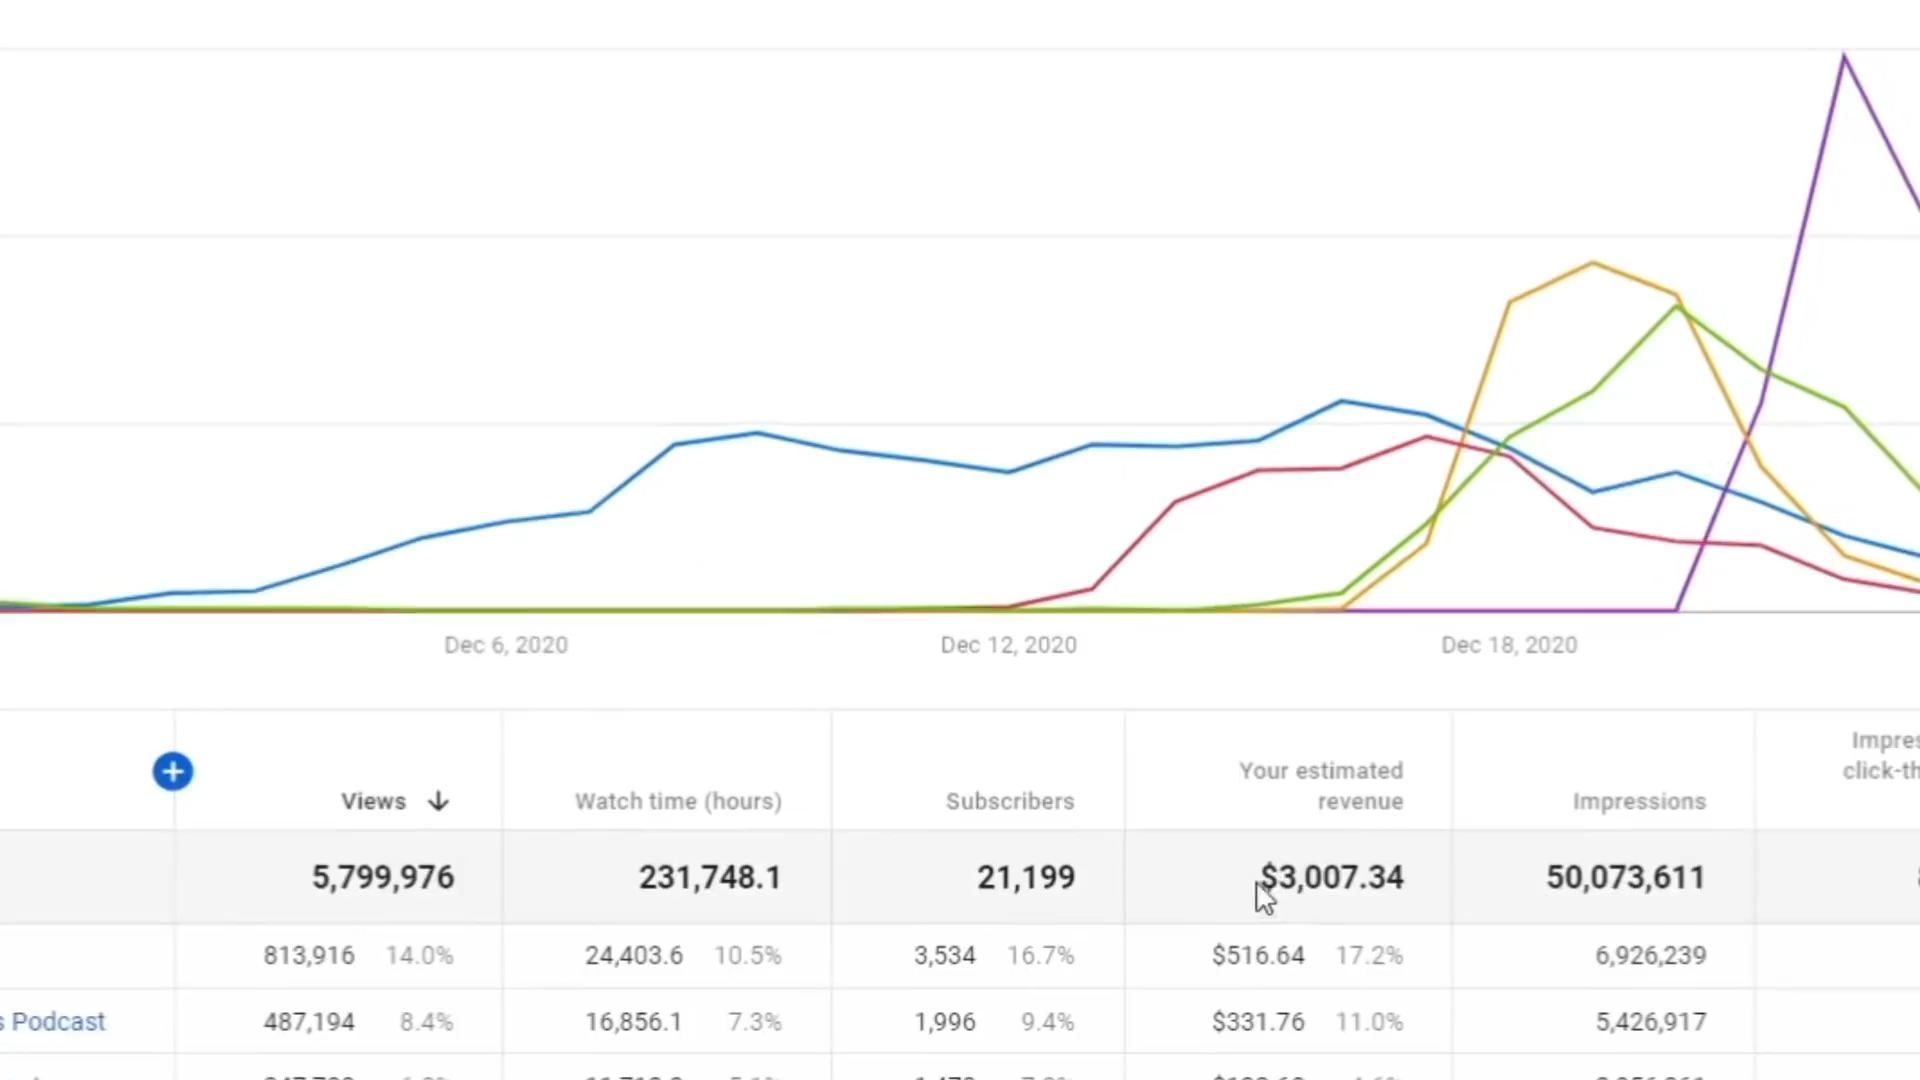 Dec 6, 2020 Dec 12, 2020 Dec 18, 2020
Views Watch time (hours) Subscribers Your estimated revenue Impressions Impres click-th
5,799,976 231,748.1 21,199 $3,007.34 50,073,611
813,916 14.0% 24,403.6 10.5% 3,534 16.7% $516.64 17.2% 6,926,239
s Podcast 487,194 8.4% 16,856.1 7.3% 1,996 9.4% $331.76 11.0% 5,426,917